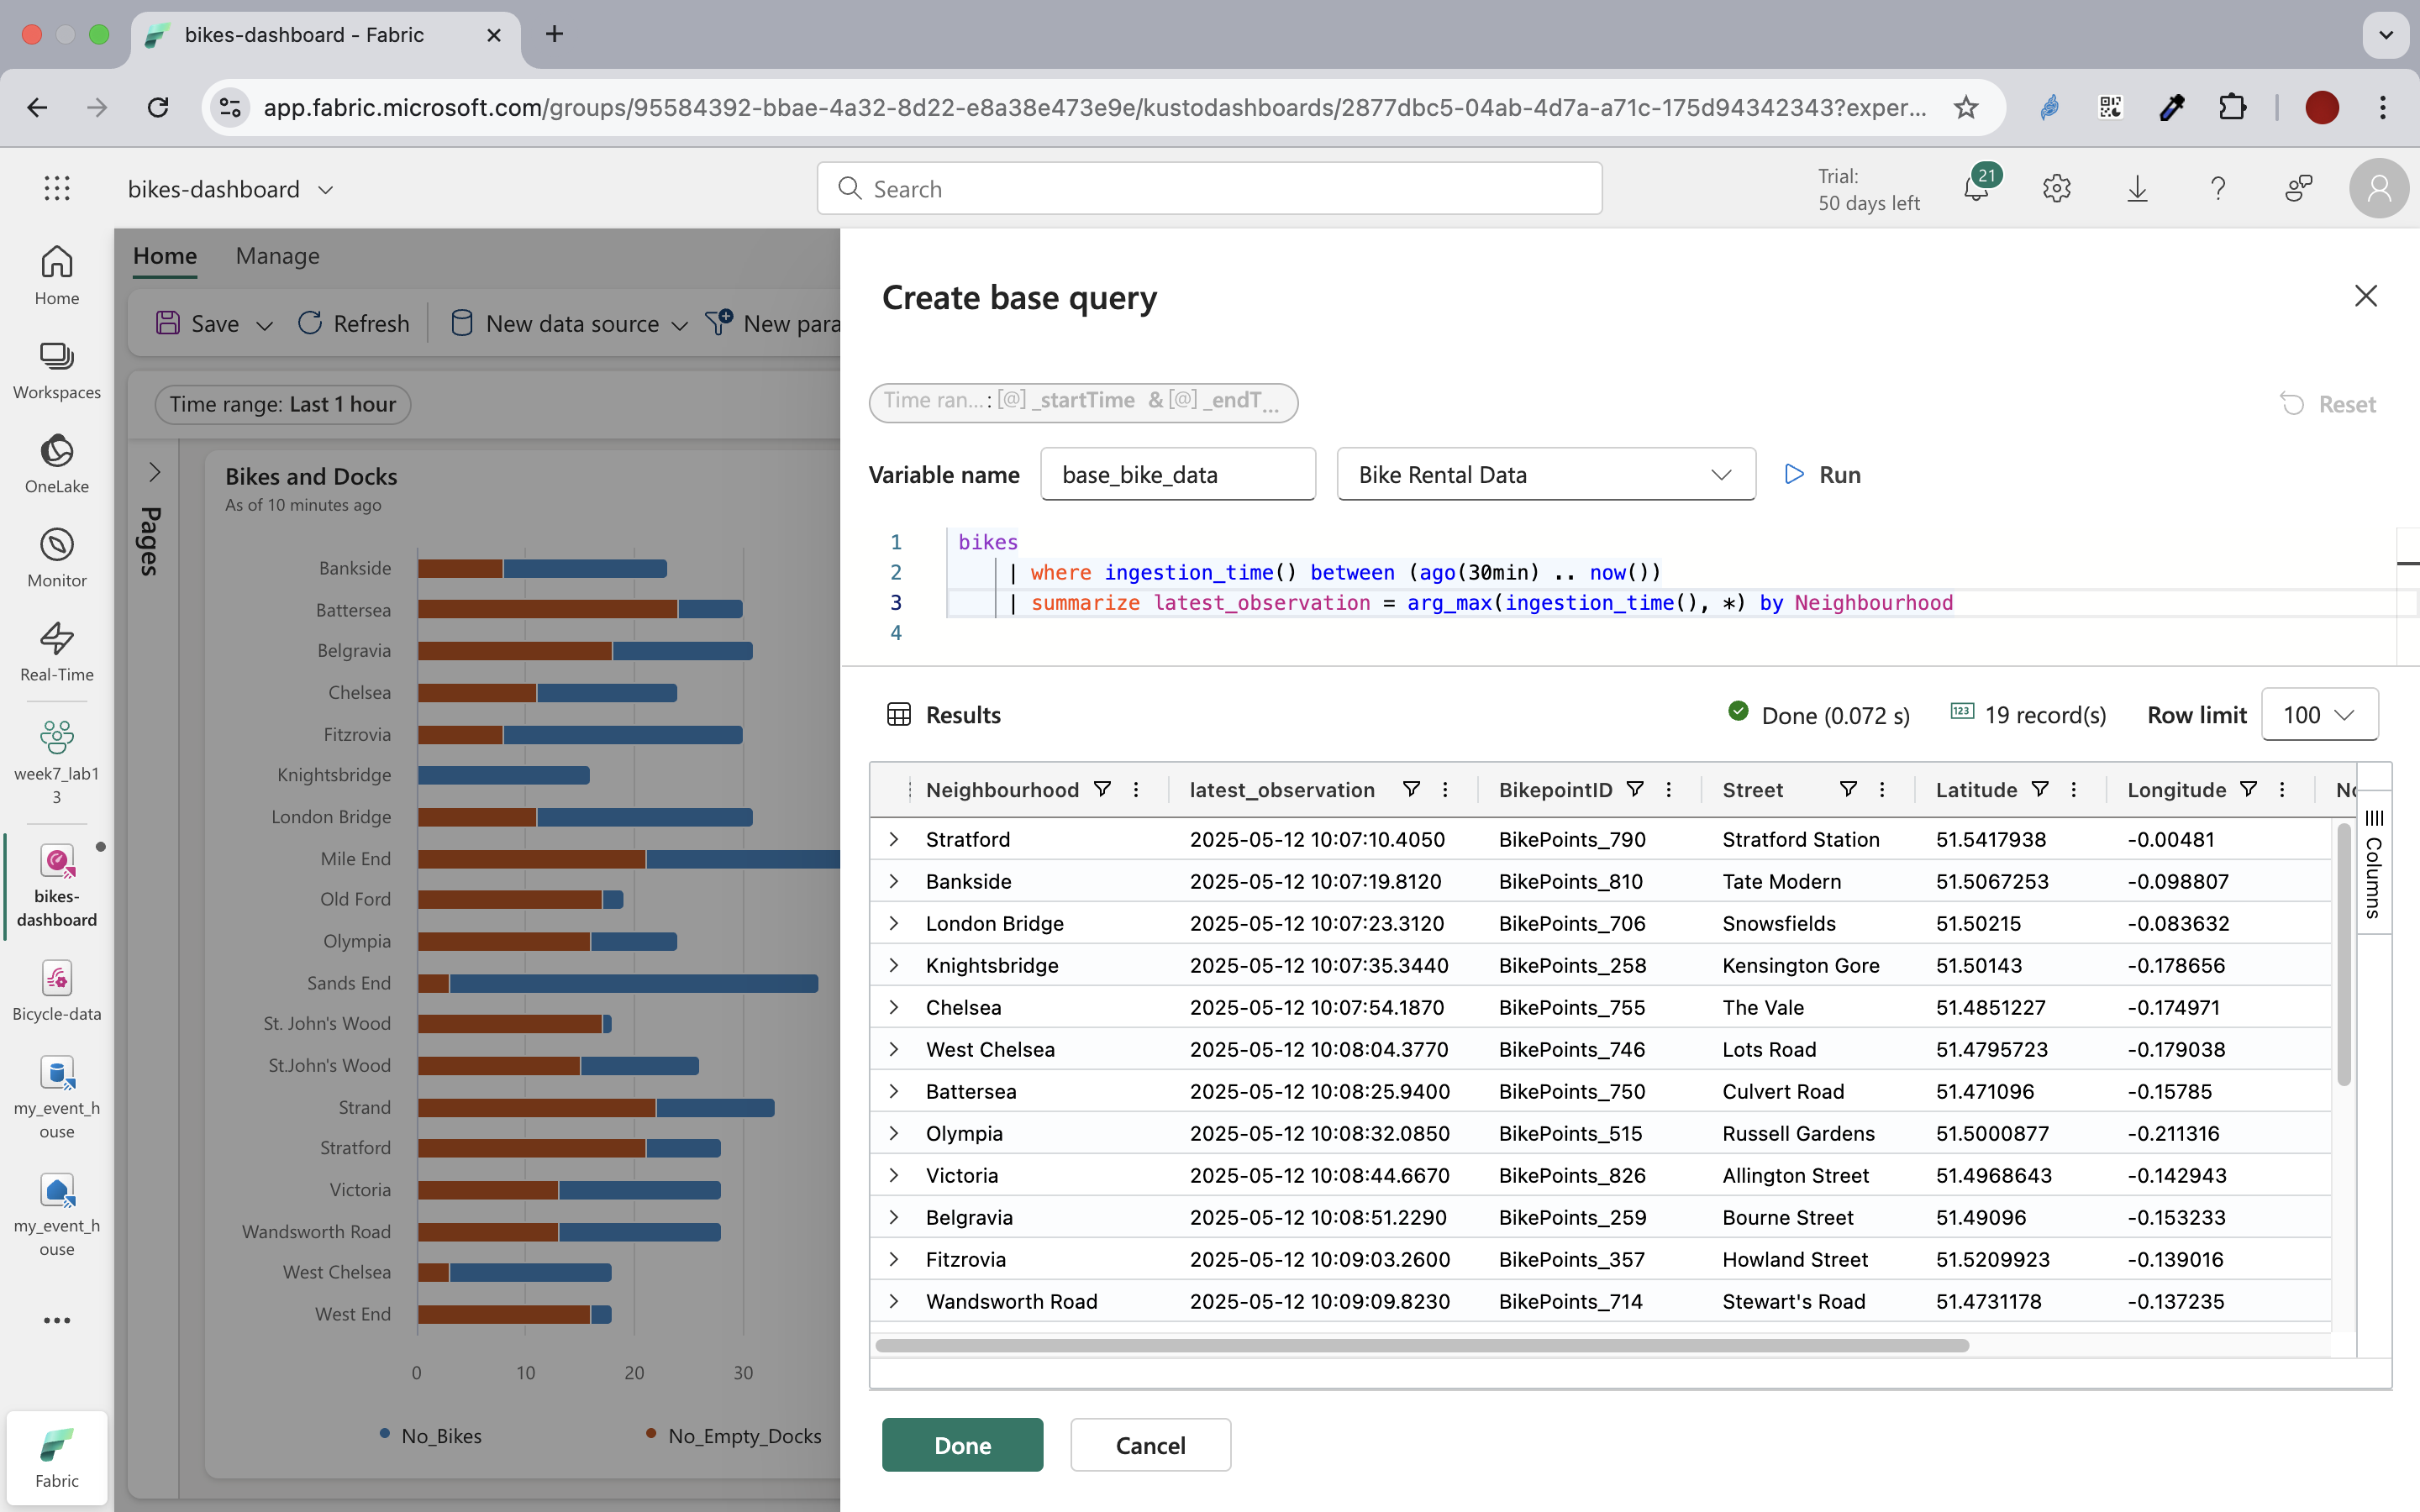 bikes-dashboard - Fabric
app.fabric.microsoft.com/groups/95584392-bbae-4a32-8d22-e8a38e473e9e/kustodashboards/2877dbc5-04ab-4d7a-a71c-175d94342343?exper...
bikes-dashboard
Search
Trial:
50 days left
21
Home
Workspaces
OneLake
Monitor
Real-Time
week7_lab1
3
bikes-
dashboard
Bicycle-data
my_event_h
ouse
my_event_h
ouse
Fabric
Home Manage
Save Refresh New data source New para
Time range: Last 1 hour
Pages
Bikes and Docks
As of 10 minutes ago
Bankside
Battersea
Belgravia
Chelsea
Fitzrovia
Knightsbridge
London Bridge
Mile End
Old Ford
Olympia
Sands End
St. John's Wood
St.John's Wood
Strand
Stratford
Victoria
Wandsworth Road
West Chelsea
West End
0 10 20 30
No_Bikes No_Empty_Docks
Create base query
Time ran...: [@] _startTime & [@] _endT...
Reset
Variable name base_bike_data Bike Rental Data Run
1 bikes
2 | where ingestion_time() between (ago(30min) .. now())
3 | summarize latest_observation = arg_max(ingestion_time(), *) by Neighbourhood
4
Results Done (0.072 s) 123 19 record(s) Row limit 100
Neighbourhood latest_observation BikepointID Street Latitude Longitude No
Stratford 2025-05-12 10:07:10.4050 BikePoints_790 Stratford Station 51.5417938 -0.00481
Bankside 2025-05-12 10:07:19.8120 BikePoints_810 Tate Modern 51.5067253 -0.098807
London Bridge 2025-05-12 10:07:23.3120 BikePoints_706 Snowsfields 51.50215 -0.083632
Knightsbridge 2025-05-12 10:07:35.3440 BikePoints_258 Kensington Gore 51.50143 -0.178656
Chelsea 2025-05-12 10:07:54.1870 BikePoints_755 The Vale 51.4851227 -0.174971
West Chelsea 2025-05-12 10:08:04.3770 BikePoints_746 Lots Road 51.4795723 -0.179038
Battersea 2025-05-12 10:08:25.9400 BikePoints_750 Culvert Road 51.471096 -0.15785
Olympia 2025-05-12 10:08:32.0850 BikePoints_515 Russell Gardens 51.5000877 -0.211316
Victoria 2025-05-12 10:08:44.6670 BikePoints_826 Allington Street 51.4968643 -0.142943
Belgravia 2025-05-12 10:08:51.2290 BikePoints_259 Bourne Street 51.49096 -0.153233
Fitzrovia 2025-05-12 10:09:03.2600 BikePoints_357 Howland Street 51.5209923 -0.139016
Wandsworth Road 2025-05-12 10:09:09.8230 BikePoints_714 Stewart's Road 51.4731178 -0.137235
Columns
Done Cancel